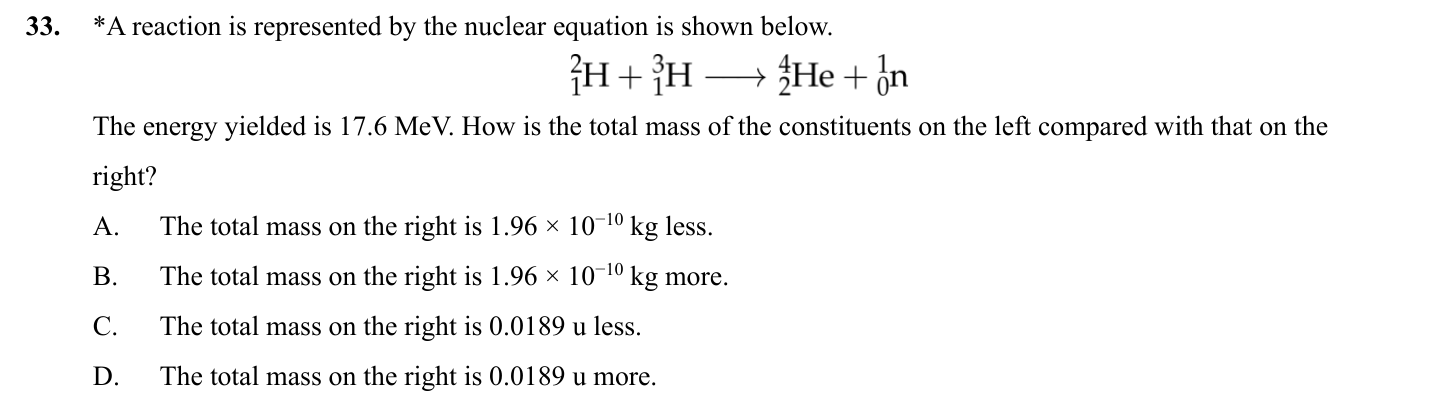 33. *A reaction is represented by the nuclear equation is shown below.
²₁H + ³₁H ⟶ ⁴₂He + ¹₀n
The energy yielded is 17.6 MeV. How is the total mass of the constituents on the left compared with that on the
right?
A. The total mass on the right is 1.96 × 10⁻¹⁰ kg less.
B. The total mass on the right is 1.96 × 10⁻¹⁰ kg more.
C. The total mass on the right is 0.0189 u less.
D. The total mass on the right is 0.0189 u more.